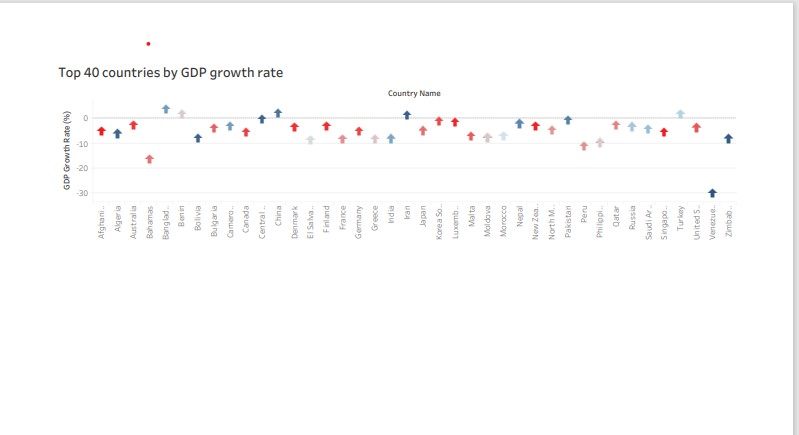 Top 40 countries by GDP growth rate
Country Name
GDP Growth Rate (%)
0
-10
-20
-30
Afghani..
Algeria
Australia
Bahamas
Banglad..
Benin
Bolivia
Bulgaria
Camero..
Canada
Central ..
China
Denmark
El Salva..
Finland
France
Germany
Greece
India
Iran
Japan
Korea So..
Luxemb..
Malta
Moldova
Morocco
Nepal
New Zea..
North M..
Pakistan
Peru
Philippi..
Qatar
Russia
Saudi Ar..
Singapo..
Turkey
United S..
Venezue..
Zimbab..